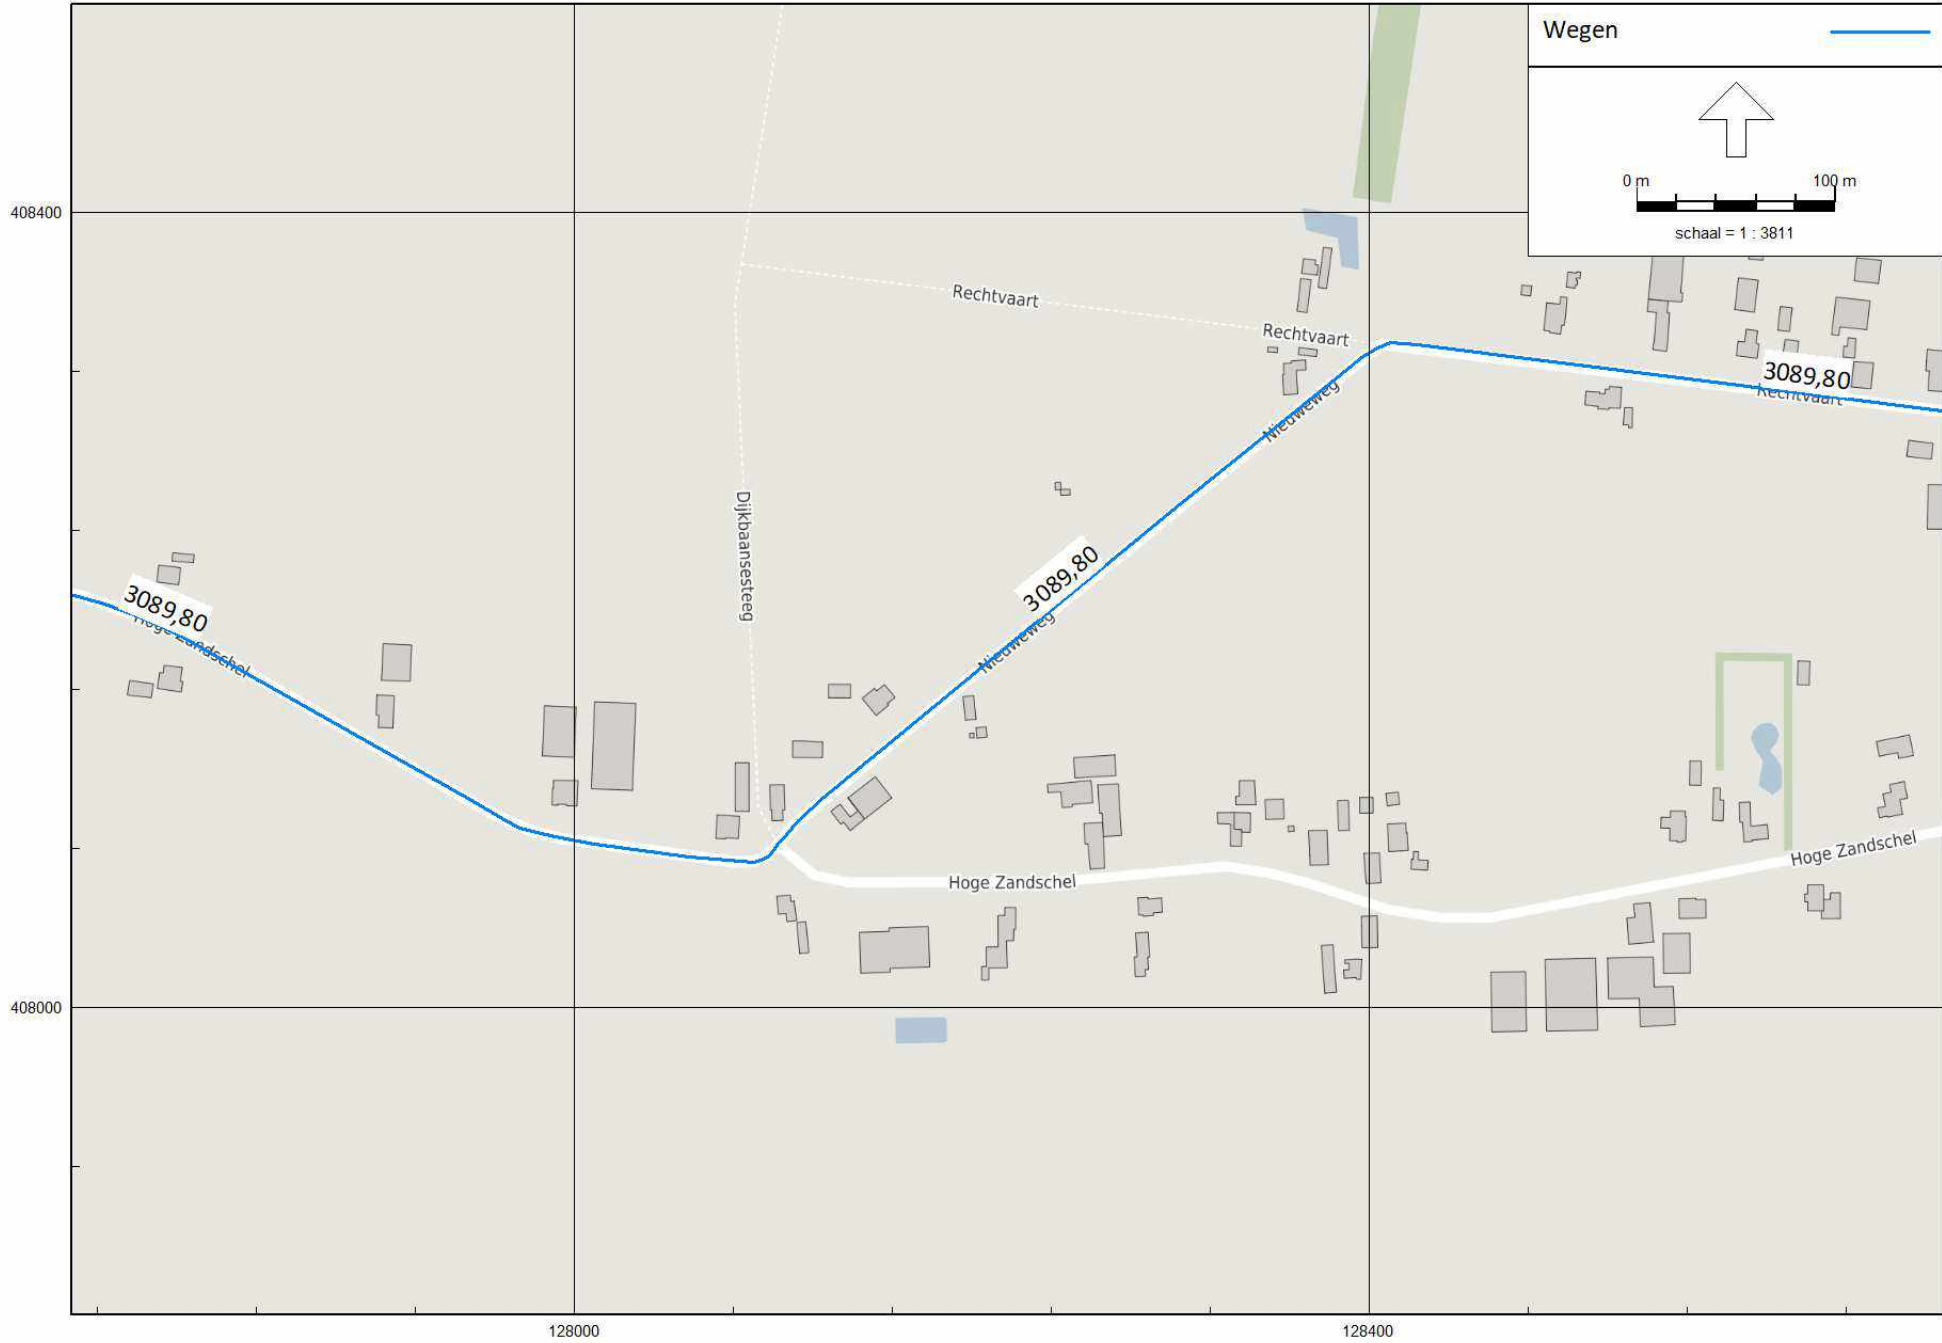 Wegen
0 m 100 m
schaal = 1 : 3811
408400
Rechtvaart
Rechtvaart
3089,80
Rechtvaart
Nieuweweg
Dijkbaansesteeg
3089,80
Nieuweweg
3089,80
Hoge Zandschel
Hoge Zandschel
Hoge Zandschel
408000
128000 128400